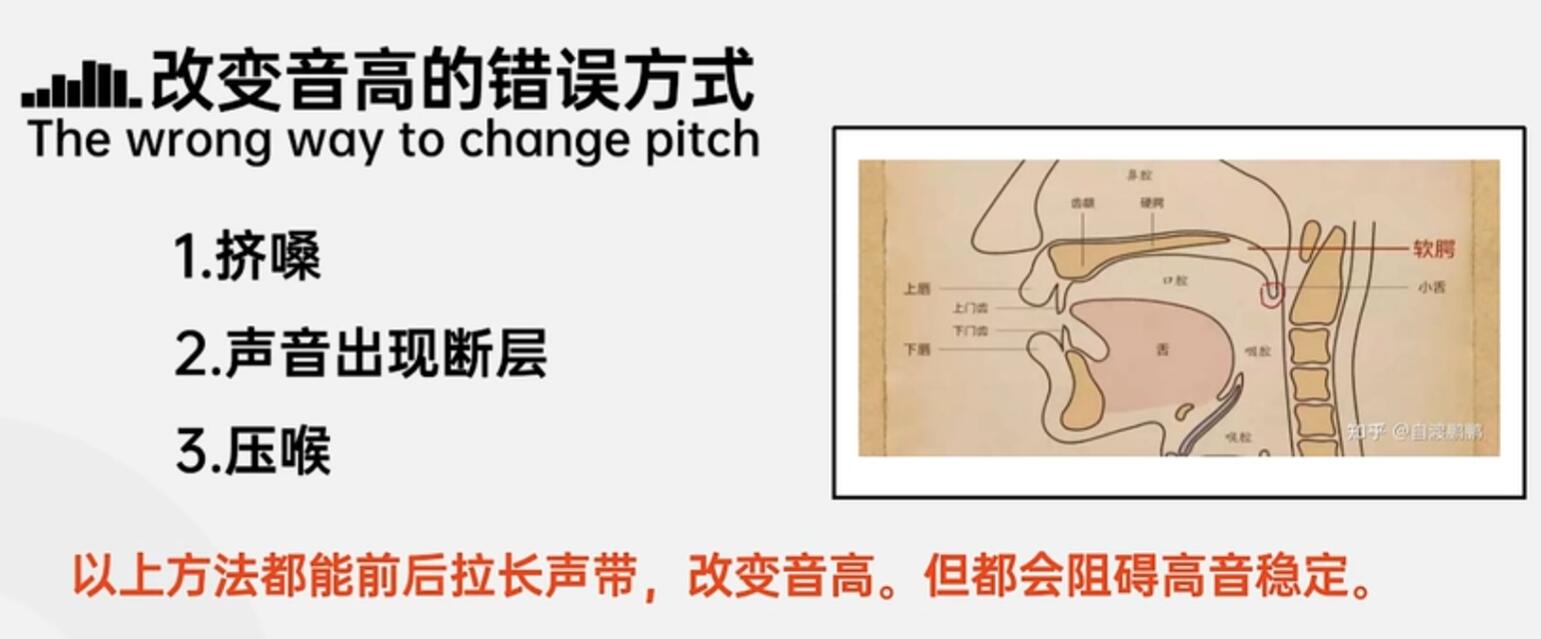 改变音高的错误方式
The wrong way to change pitch
1.挤嗓
2.声音出现断层
3.压喉
鼻腔
齿龈 硬腭
软腭
上唇
口腔
小舌
上门齿
下门齿
下唇
舌
咽腔
喉腔
知乎 @自渡鹏鹏
以上方法都能前后拉长声带，改变音高。但都会阻碍高音稳定。